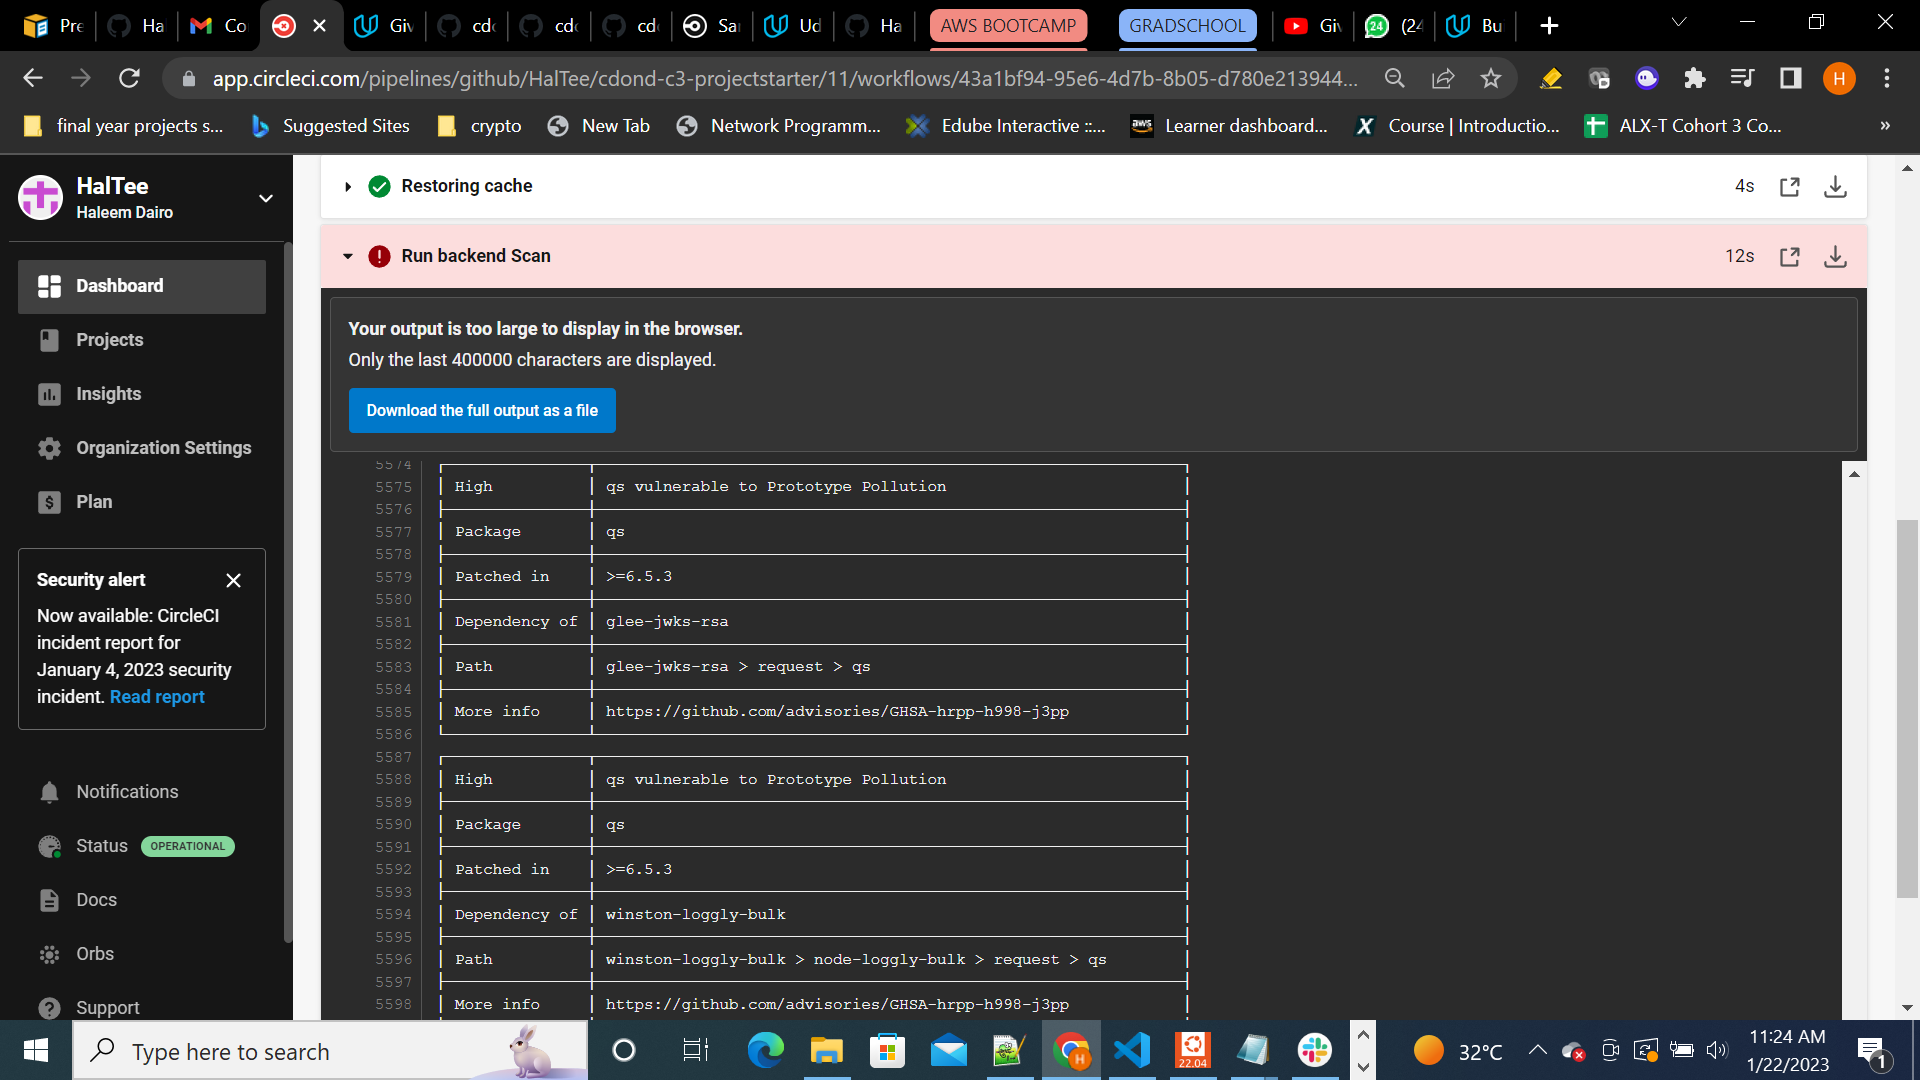 Pre
Ha
Co
Giv
cdo
cdo
cdo
Sa
Ud
Ha
AWS BOOTCAMP
GRADSCHOOL
Giv
24
(24
Bu
app.circleci.com/pipelines/github/HalTee/cdond-c3-projectstarter/11/workflows/43a1bf94-95e6-4d7b-8b05-d780e213944...
H
final year projects s...
Suggested Sites
crypto
New Tab
Network Programm...
Edube Interactive ::...
aws
Learner dashboard...
X
Course | Introductio...
ALX-T Cohort 3 Co...
»
HalTee
Haleem Dairo
Dashboard
Projects
Insights
Organization Settings
Plan
Security alert
Now available: CircleCI
incident report for
January 4, 2023 security
incident. Read report
Notifications
Status OPERATIONAL
Docs
Orbs
Support
Restoring cache 4s
Run backend Scan 12s
Your output is too large to display in the browser.
Only the last 400000 characters are displayed.
Download the full output as a file
5574
5575 High qs vulnerable to Prototype Pollution
5576
5577 Package qs
5578
5579 Patched in >=6.5.3
5580
5581 Dependency of glee-jwks-rsa
5582
5583 Path glee-jwks-rsa > request > qs
5584
5585 More info https://github.com/advisories/GHSA-hrpp-h998-j3pp
5586
5587
5588 High qs vulnerable to Prototype Pollution
5589
5590 Package qs
5591
5592 Patched in >=6.5.3
5593
5594 Dependency of winston-loggly-bulk
5595
5596 Path winston-loggly-bulk > node-loggly-bulk > request > qs
5597
5598 More info https://github.com/advisories/GHSA-hrpp-h998-j3pp
Type here to search
H
22.04
32°C
11:24 AM
1/22/2023
1